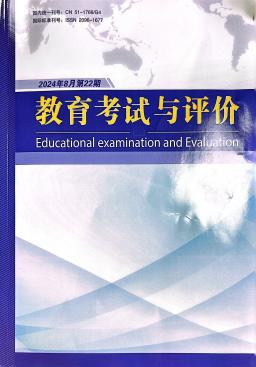 国内统一刊号：CN 51-1766/G4
国际标准刊号：ISSN 2096-1677
2024年8月第22期
教育考试与评价
Educational examination and Evaluation